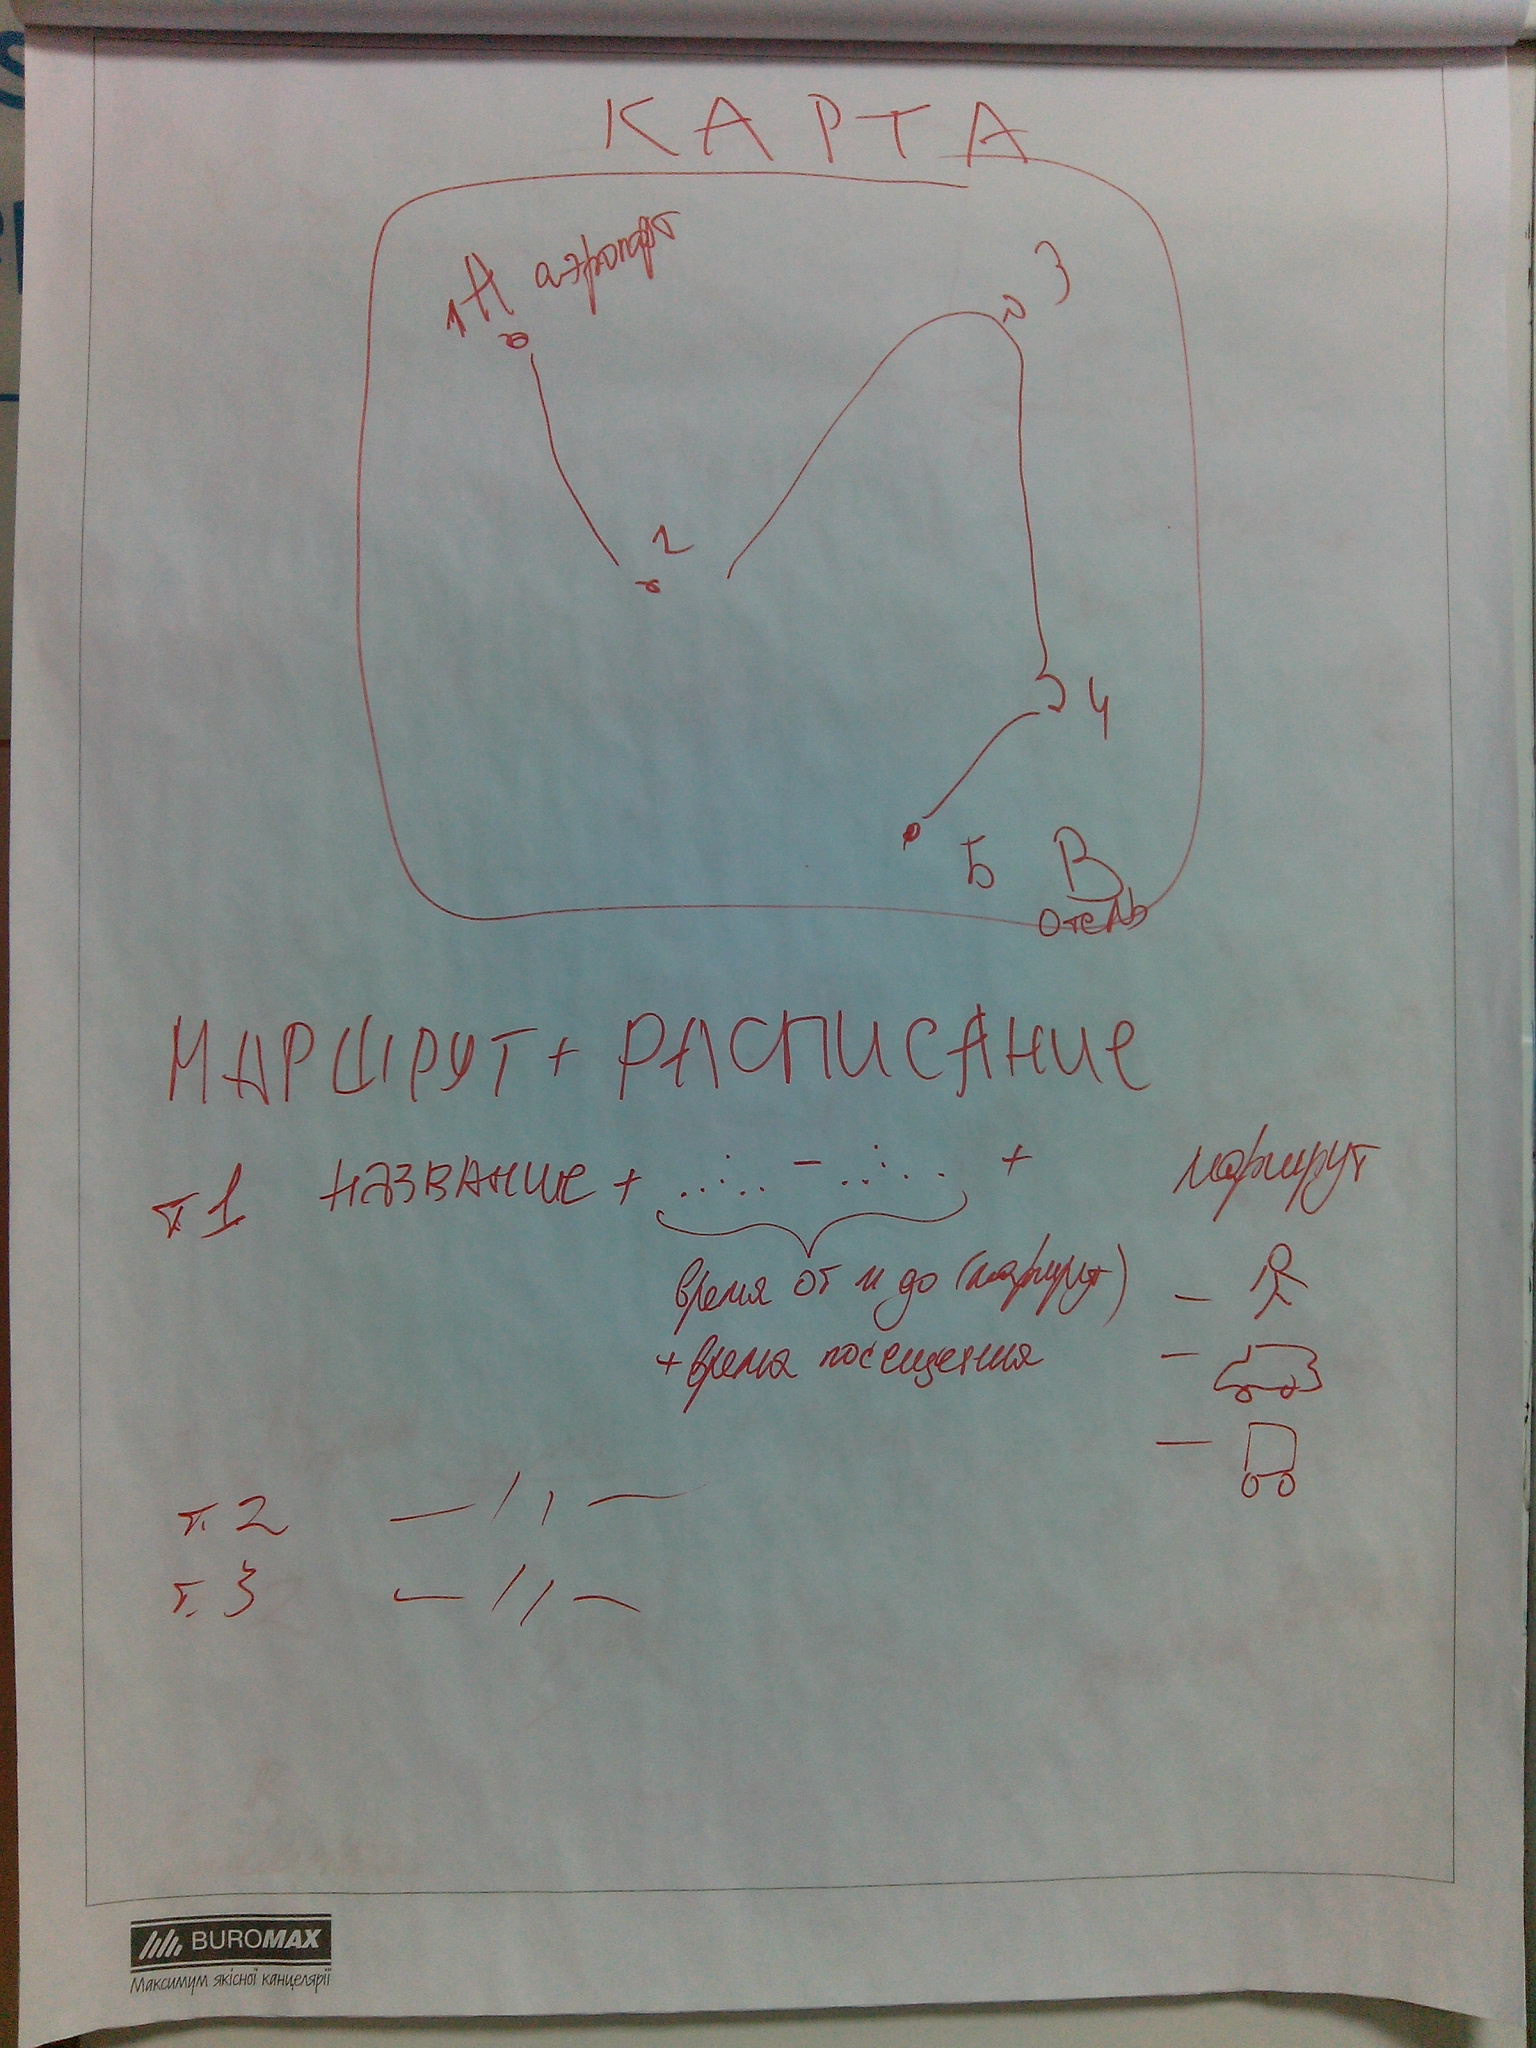 КАРТА
1 А аэропорт
3
2
4
5 В
отель
МАРШРУТ + РАСПИСАНИЕ
т 1 НАЗВАНИЕ + ..:.. – ..:.. + маршрут
время от и до (маршрут)
+ время посещения
т. 2 — // —
т. 3 — // —
BUROMAX
Максимум якісної канцелярії